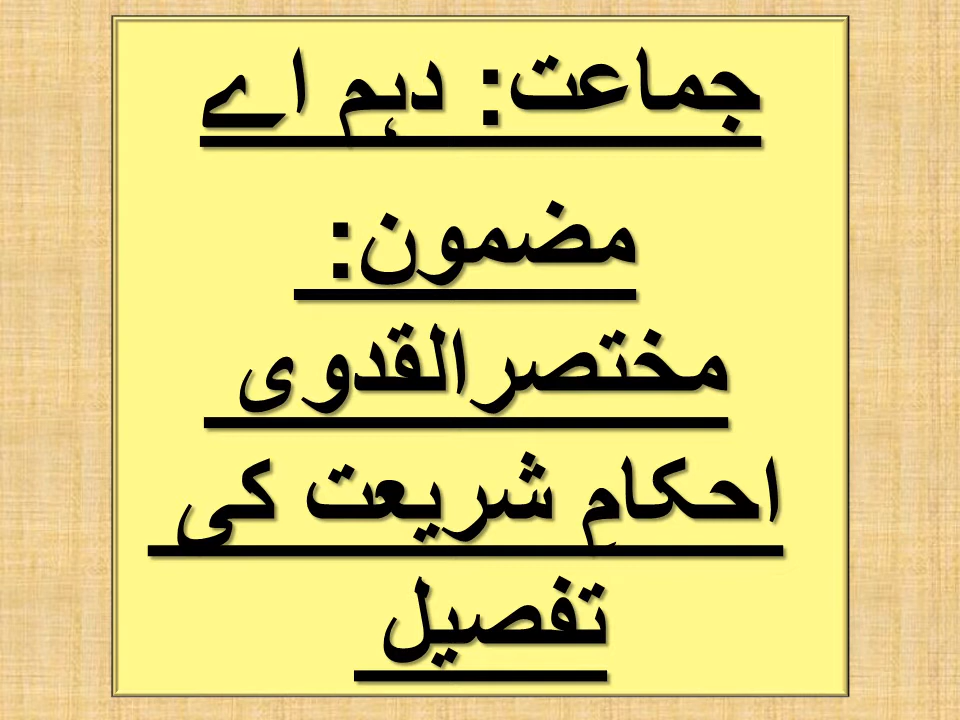 جماعت: دہم اے
مضمون:
مختصرالقدوی
احکامِ شریعت کی
تفصیل